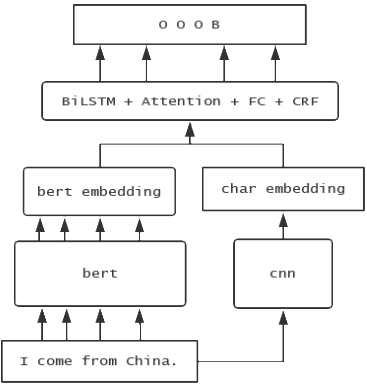 O O O B
BiLSTM + Attention + FC + CRF
bert embedding
char embedding
bert
cnn
I come from China.